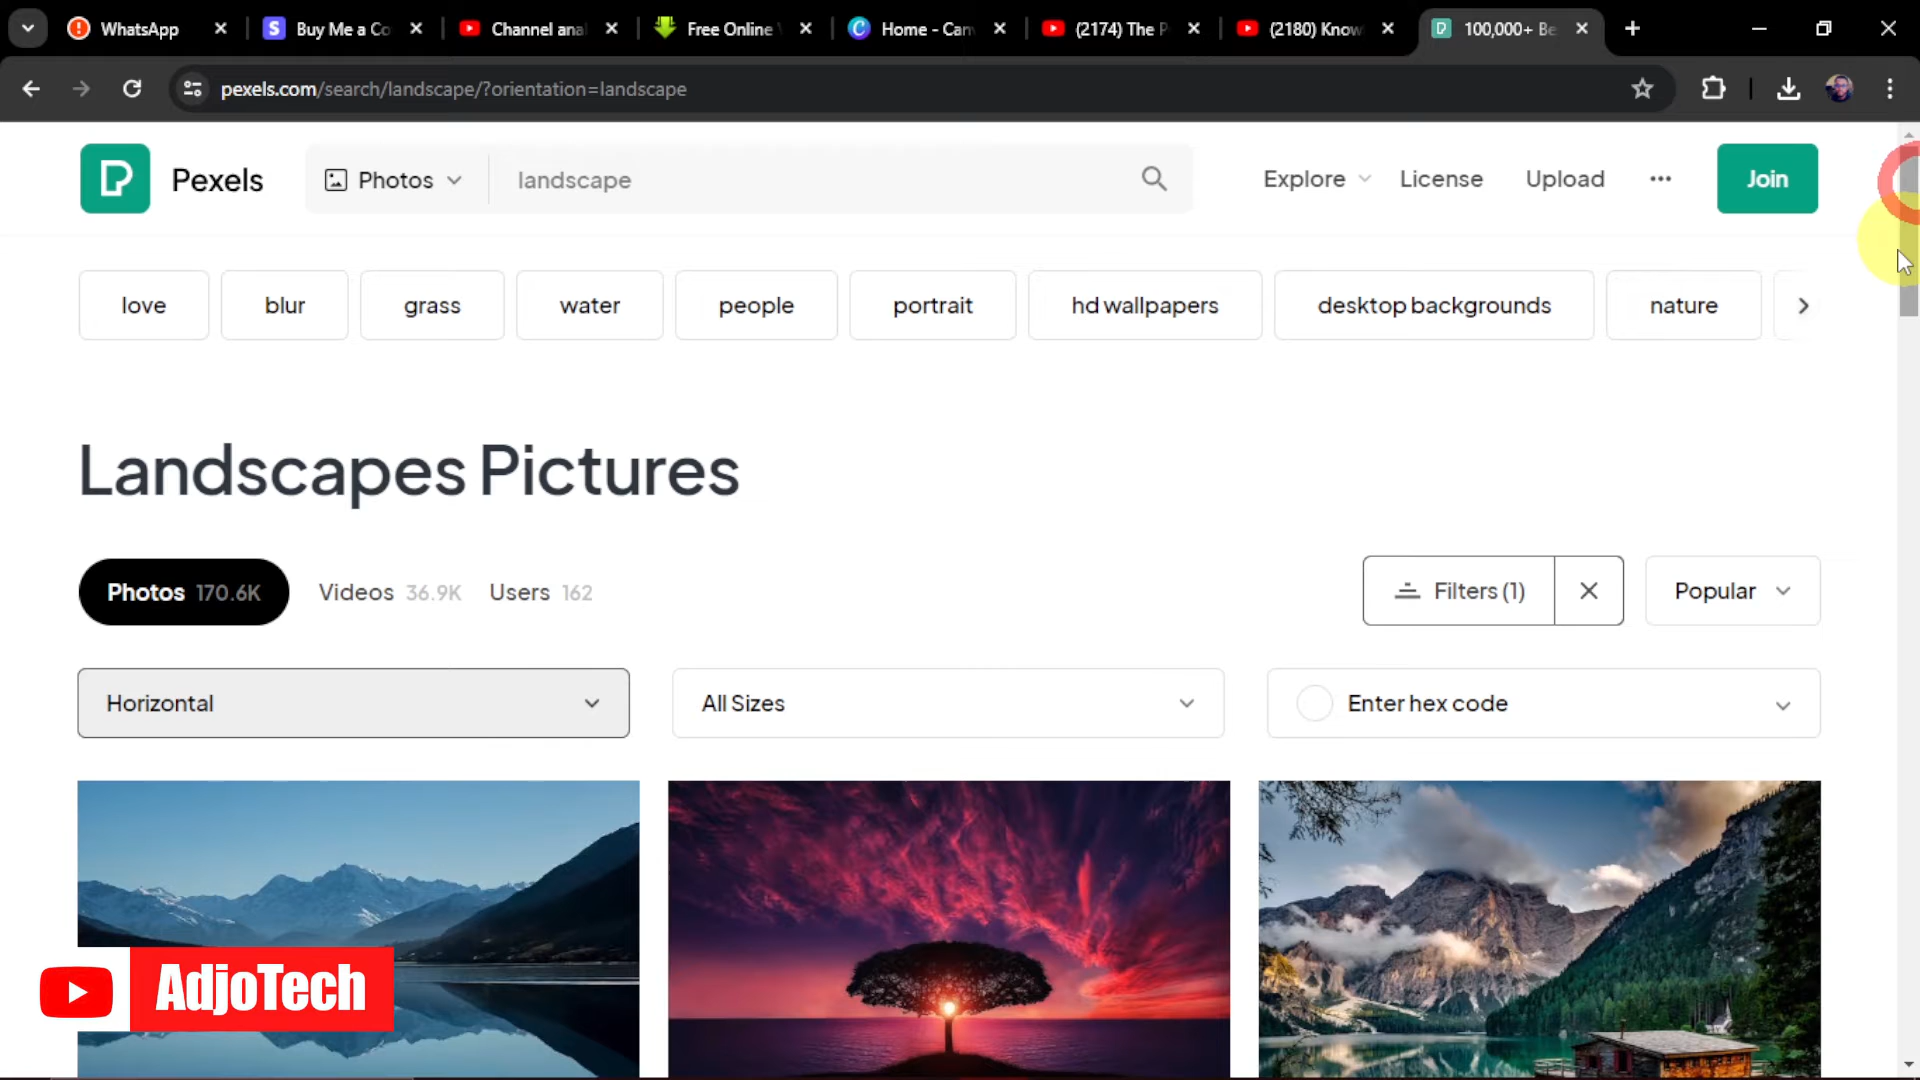 WhatsApp
Buy Me a Co
Channel anal
Free Online V
Home - Can
(2174) The P
(2180) Know
100,000+ Be
pexels.com/search/landscape/?orientation=landscape
Pexels
Photos
landscape
Explore
License
Upload
Join
love
blur
grass
water
people
portrait
hd wallpapers
desktop backgrounds
nature
Landscapes Pictures
Photos 170.6K
Videos 36.9K
Users 162
Filters (1)
Popular
Horizontal
All Sizes
Enter hex code
AdjoTech